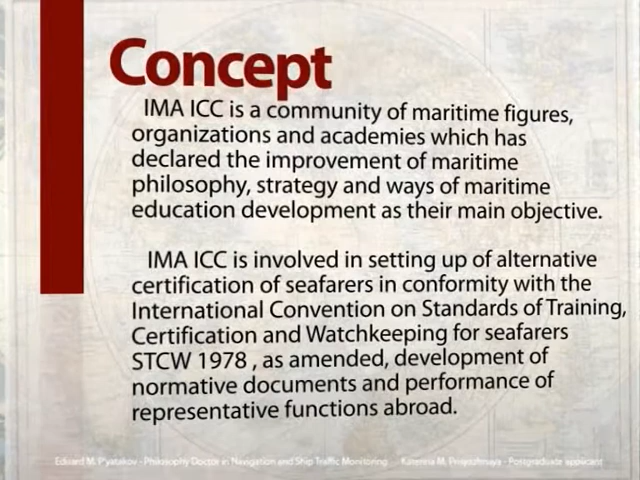 Concept
IMA ICC is a community of maritime figures,
organizations and academies which has
declared the improvement of maritime
philosophy, strategy and ways of maritime
education development as their main objective.
IMA ICC is involved in setting up of alternative
certification of seafarers in conformity with the
International Convention on Standards of Training,
Certification and Watchkeeping for seafarers
STCW 1978 , as amended, development of
normative documents and performance of
representative functions abroad.
Eduard M. P'yatakov - Philosophy Doctor in Navigation and Ship Traffic Monitoring M. - Postgraduate applicant